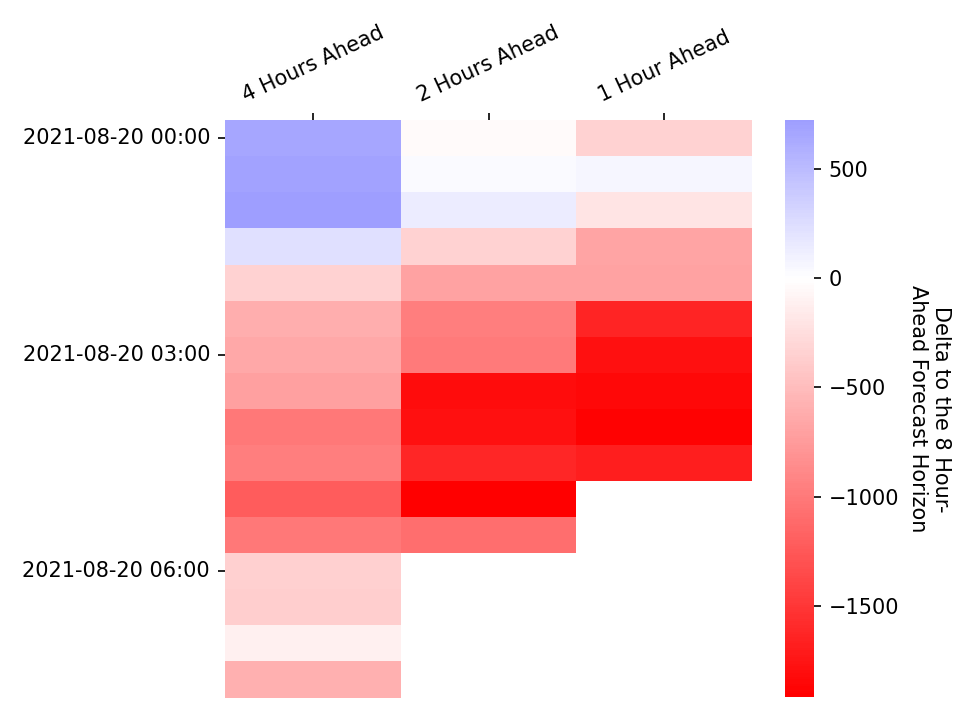 4 Hours Ahead
2 Hours Ahead
1 Hour Ahead
2021-08-20 00:00
2021-08-20 03:00
2021-08-20 06:00
500
0
−500
−1000
−1500
Delta to the 8 Hour-
Ahead Forecast Horizon